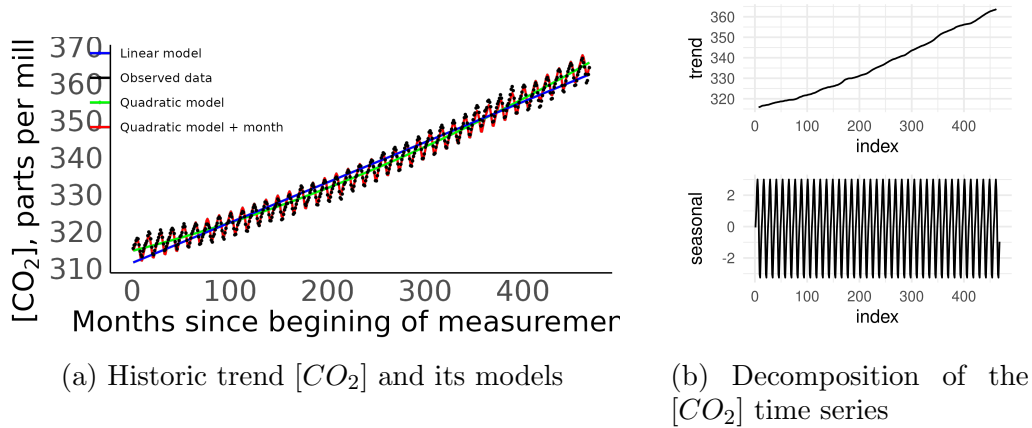 [CO2], parts per mill
370
360
350
340
330
320
310
Linear model
Observed data
Quadratic model
Quadratic model + month
0 100 200 300 400
Months since begining of measuremer
(a) Historic trend [CO2] and its models
trend
360
350
340
330
320
0 100 200 300 400
index
seasonal
2
0
-2
0 100 200 300 400
index
(b) Decomposition of the
[CO2] time series